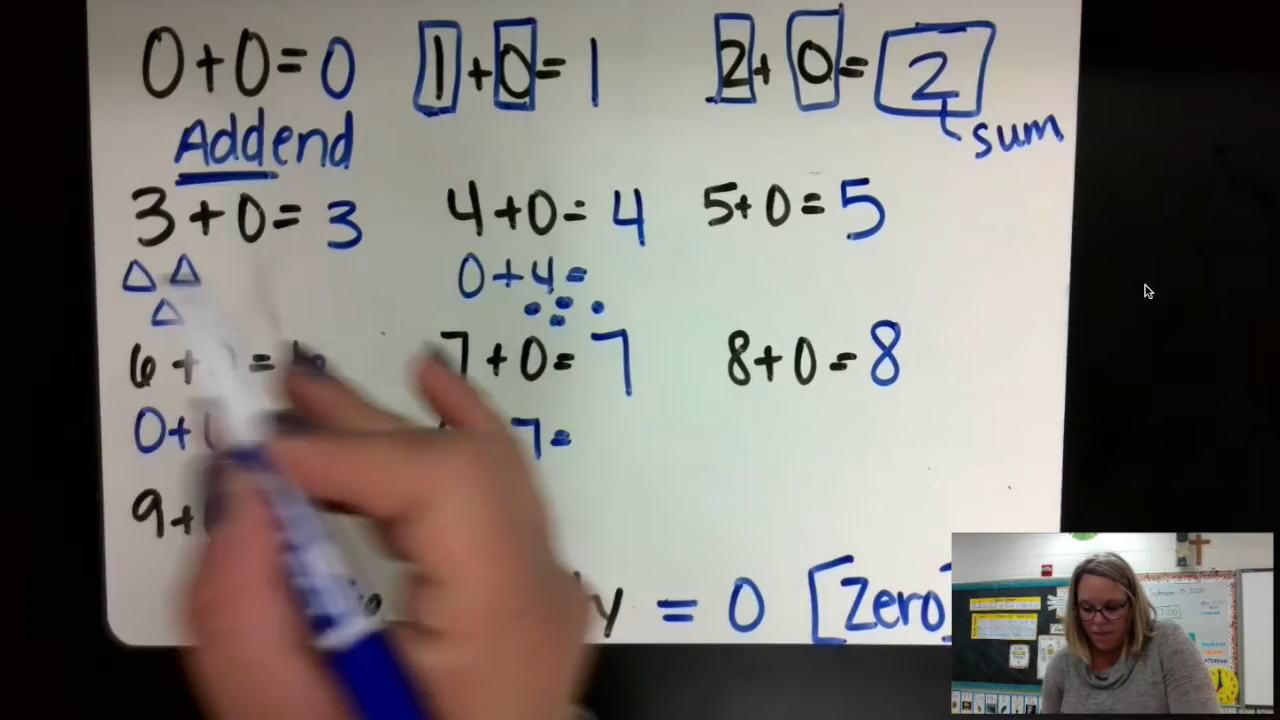 0+0=0 1+0=1 2+0=2
sum
Addend
3+0=3 4+0=4 5+0=5
0+4=
6+ = 7+0=7 8+0=8
0+ 7=
9+
y = 0 [Zero]